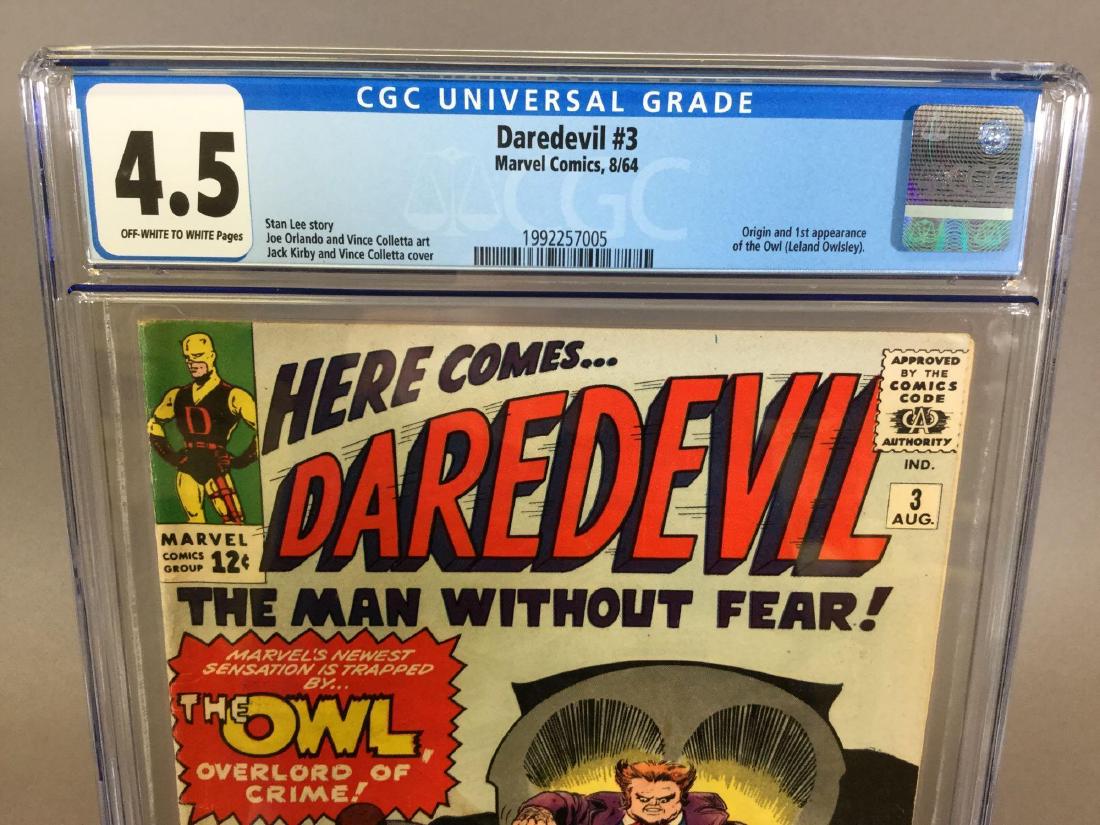 CGC UNIVERSAL GRADE
4.5
OFF-WHITE TO WHITE Pages
Daredevil #3
Marvel Comics, 8/64
Stan Lee story
Joe Orlando and Vince Colletta art
Jack Kirby and Vince Colletta cover
CGC
1992257005
Origin and 1st appearance
of the Owl (Leland Owlsley).
HERE COMES...
DAREDEVIL
THE MAN WITHOUT FEAR!
D
MARVEL
COMICS
GROUP 12¢
APPROVED
BY THE
COMICS
CODE
CA
AUTHORITY
IND.
3
AUG.
MARVEL'S NEWEST
SENSATION IS TRAPPED
BY...
THE OWL,
OVERLORD OF
CRIME!